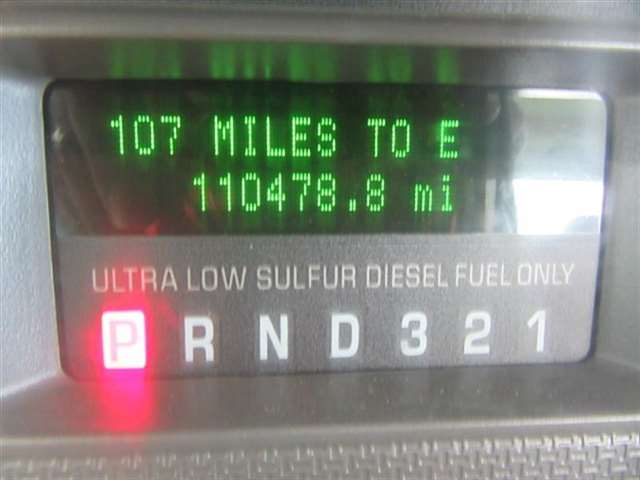 107 MILES TO E
110478.8 mi
ULTRA LOW SULFUR DIESEL FUEL ONLY
P R N D 3 2 1